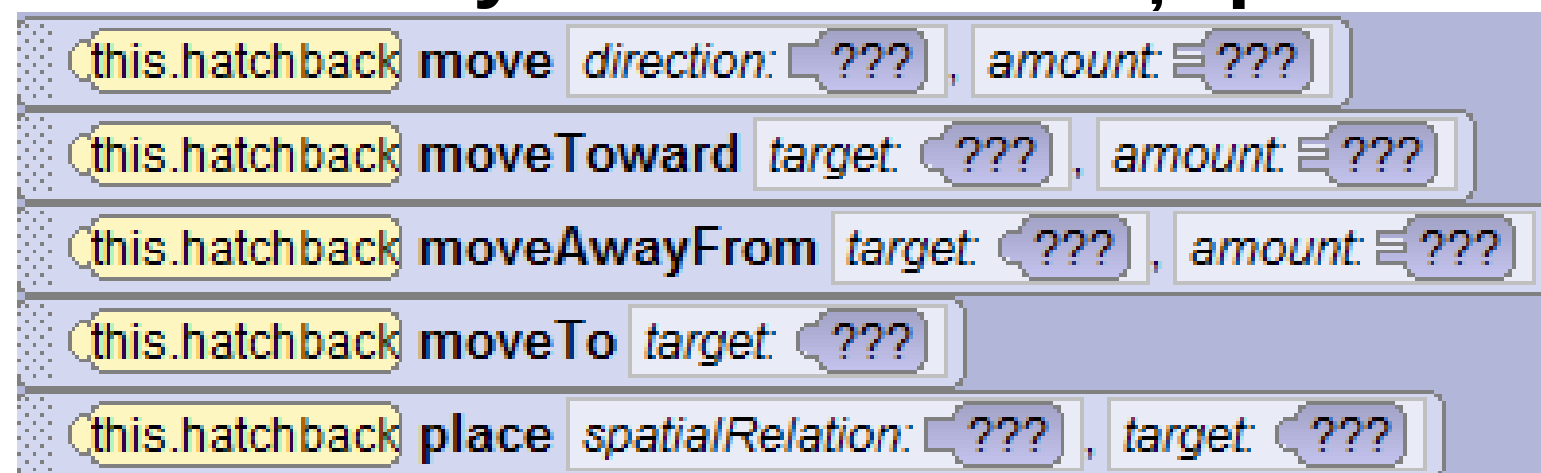 this.hatchback move direction: ??? , amount: ???
this.hatchback moveToward target: ??? , amount: ???
this.hatchback moveAwayFrom target: ??? , amount: ???
this.hatchback moveTo target: ???
this.hatchback place spatialRelation: ??? , target: ???